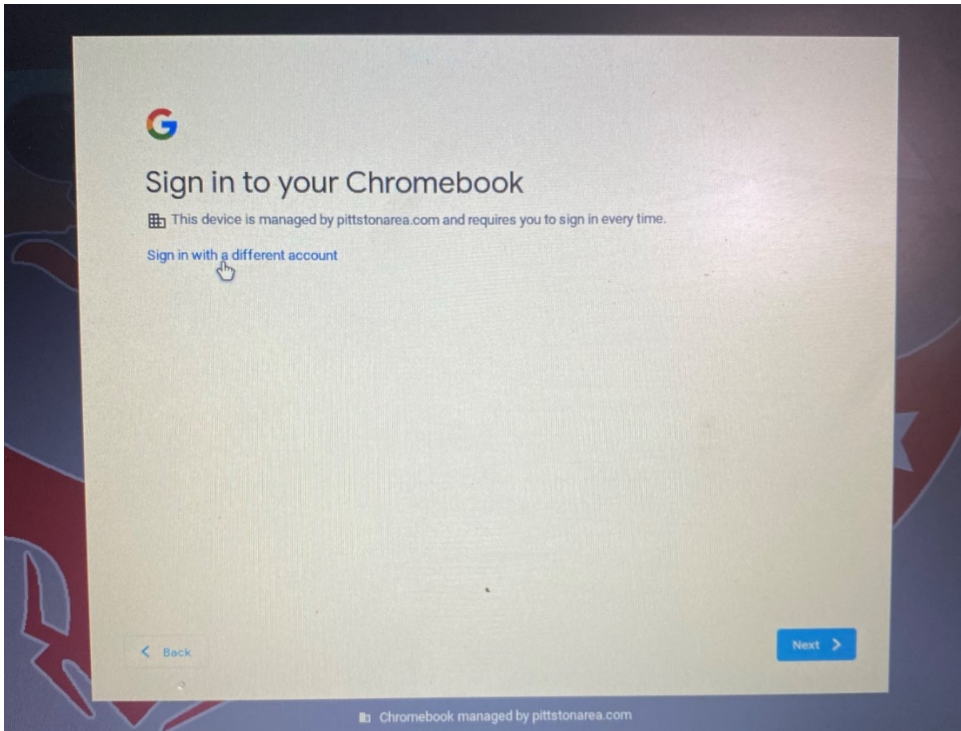 Sign in to your Chromebook
This device is managed by pittstonarea.com and requires you to sign in every time.
Sign in with a different account
Back
Next
Chromebook managed by pittstonarea.com